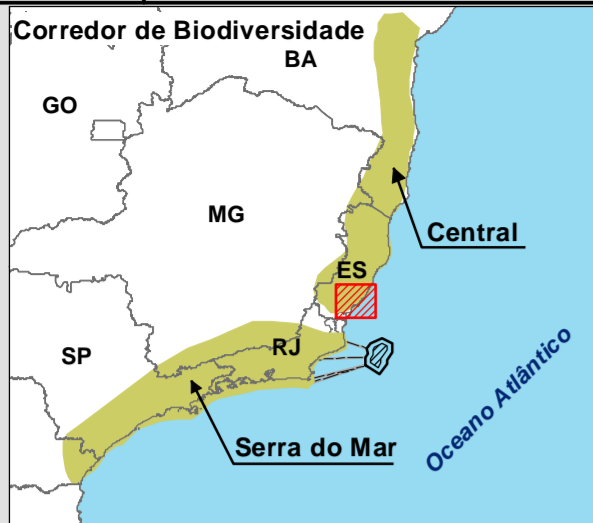 Corredor de Biodiversidade
BA
GO
MG
Central
ES
SP
RJ
Oceano Atlântico
Serra do Mar